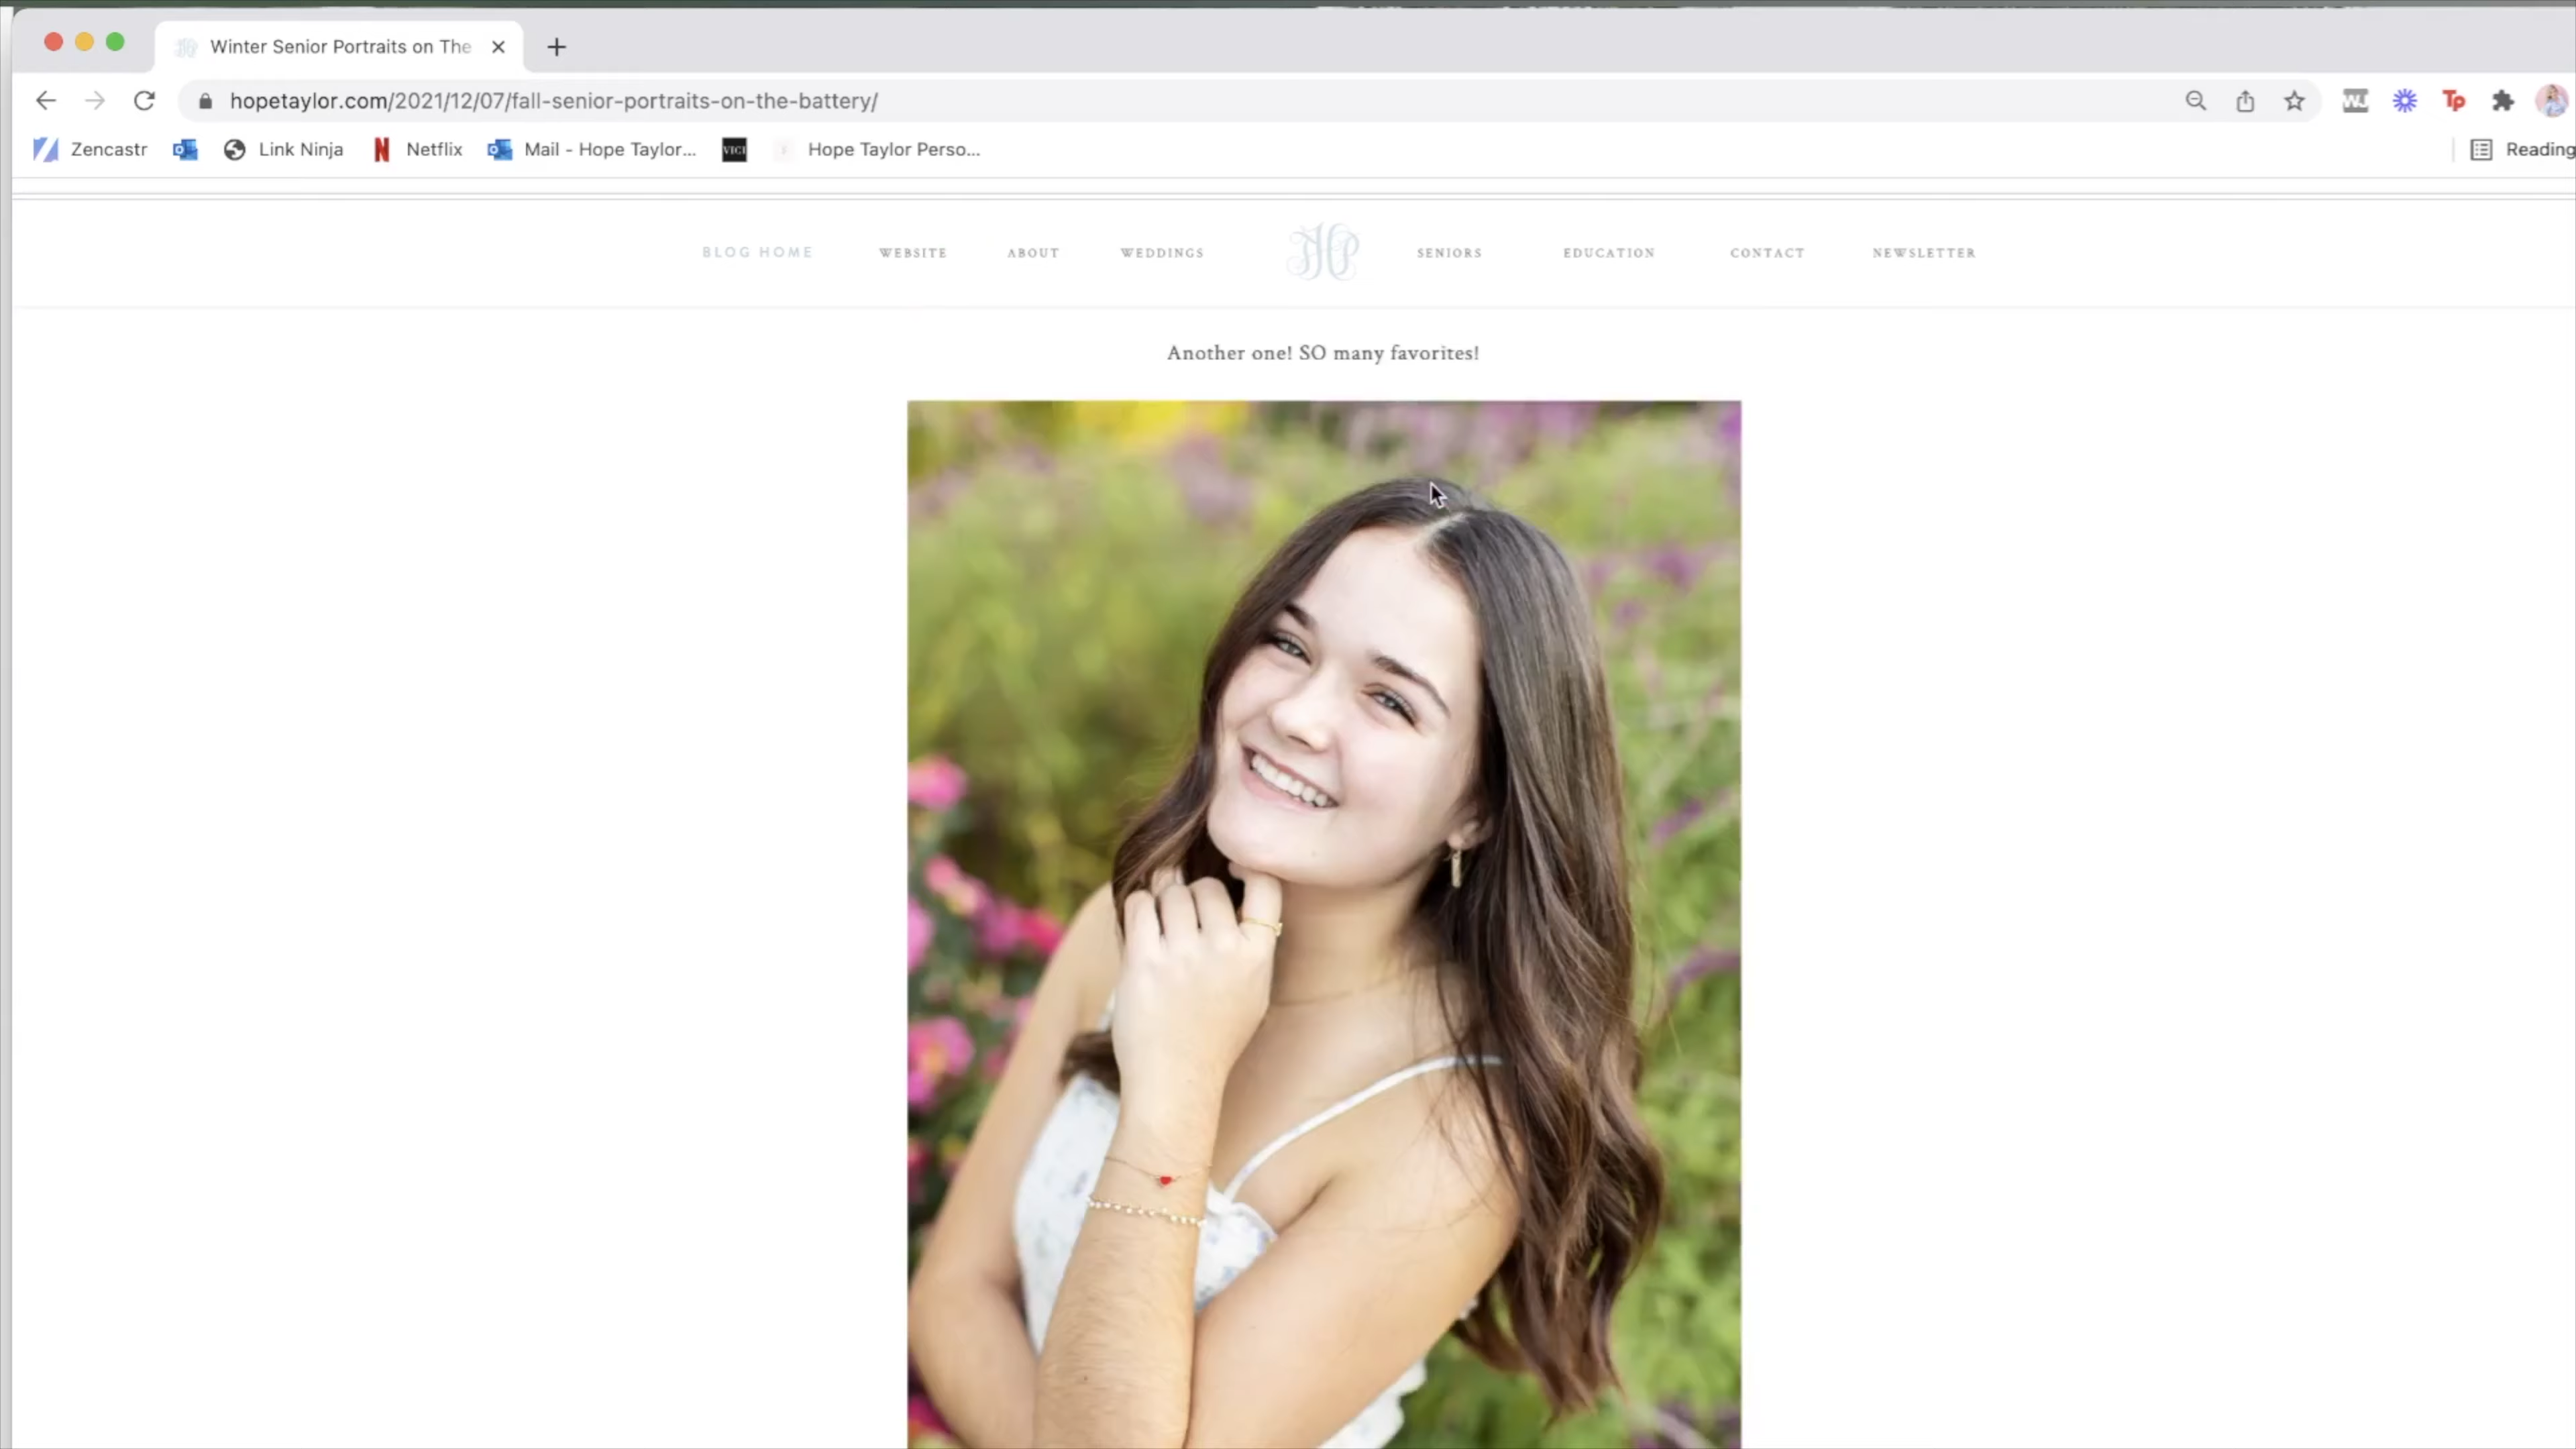 Winter Senior Portraits on The
hopetaylor.com/2021/12/07/fall-senior-portraits-on-the-battery/
Tp
Zencastr
Link Ninja
Netflix
Mail - Hope Taylor...
VICI
Hope Taylor Perso...
Reading
BLOG HOME
WEBSITE
ABOUT
WEDDINGS
SENIORS
EDUCATION
CONTACT
NEWSLETTER
Another one! SO many favorites!